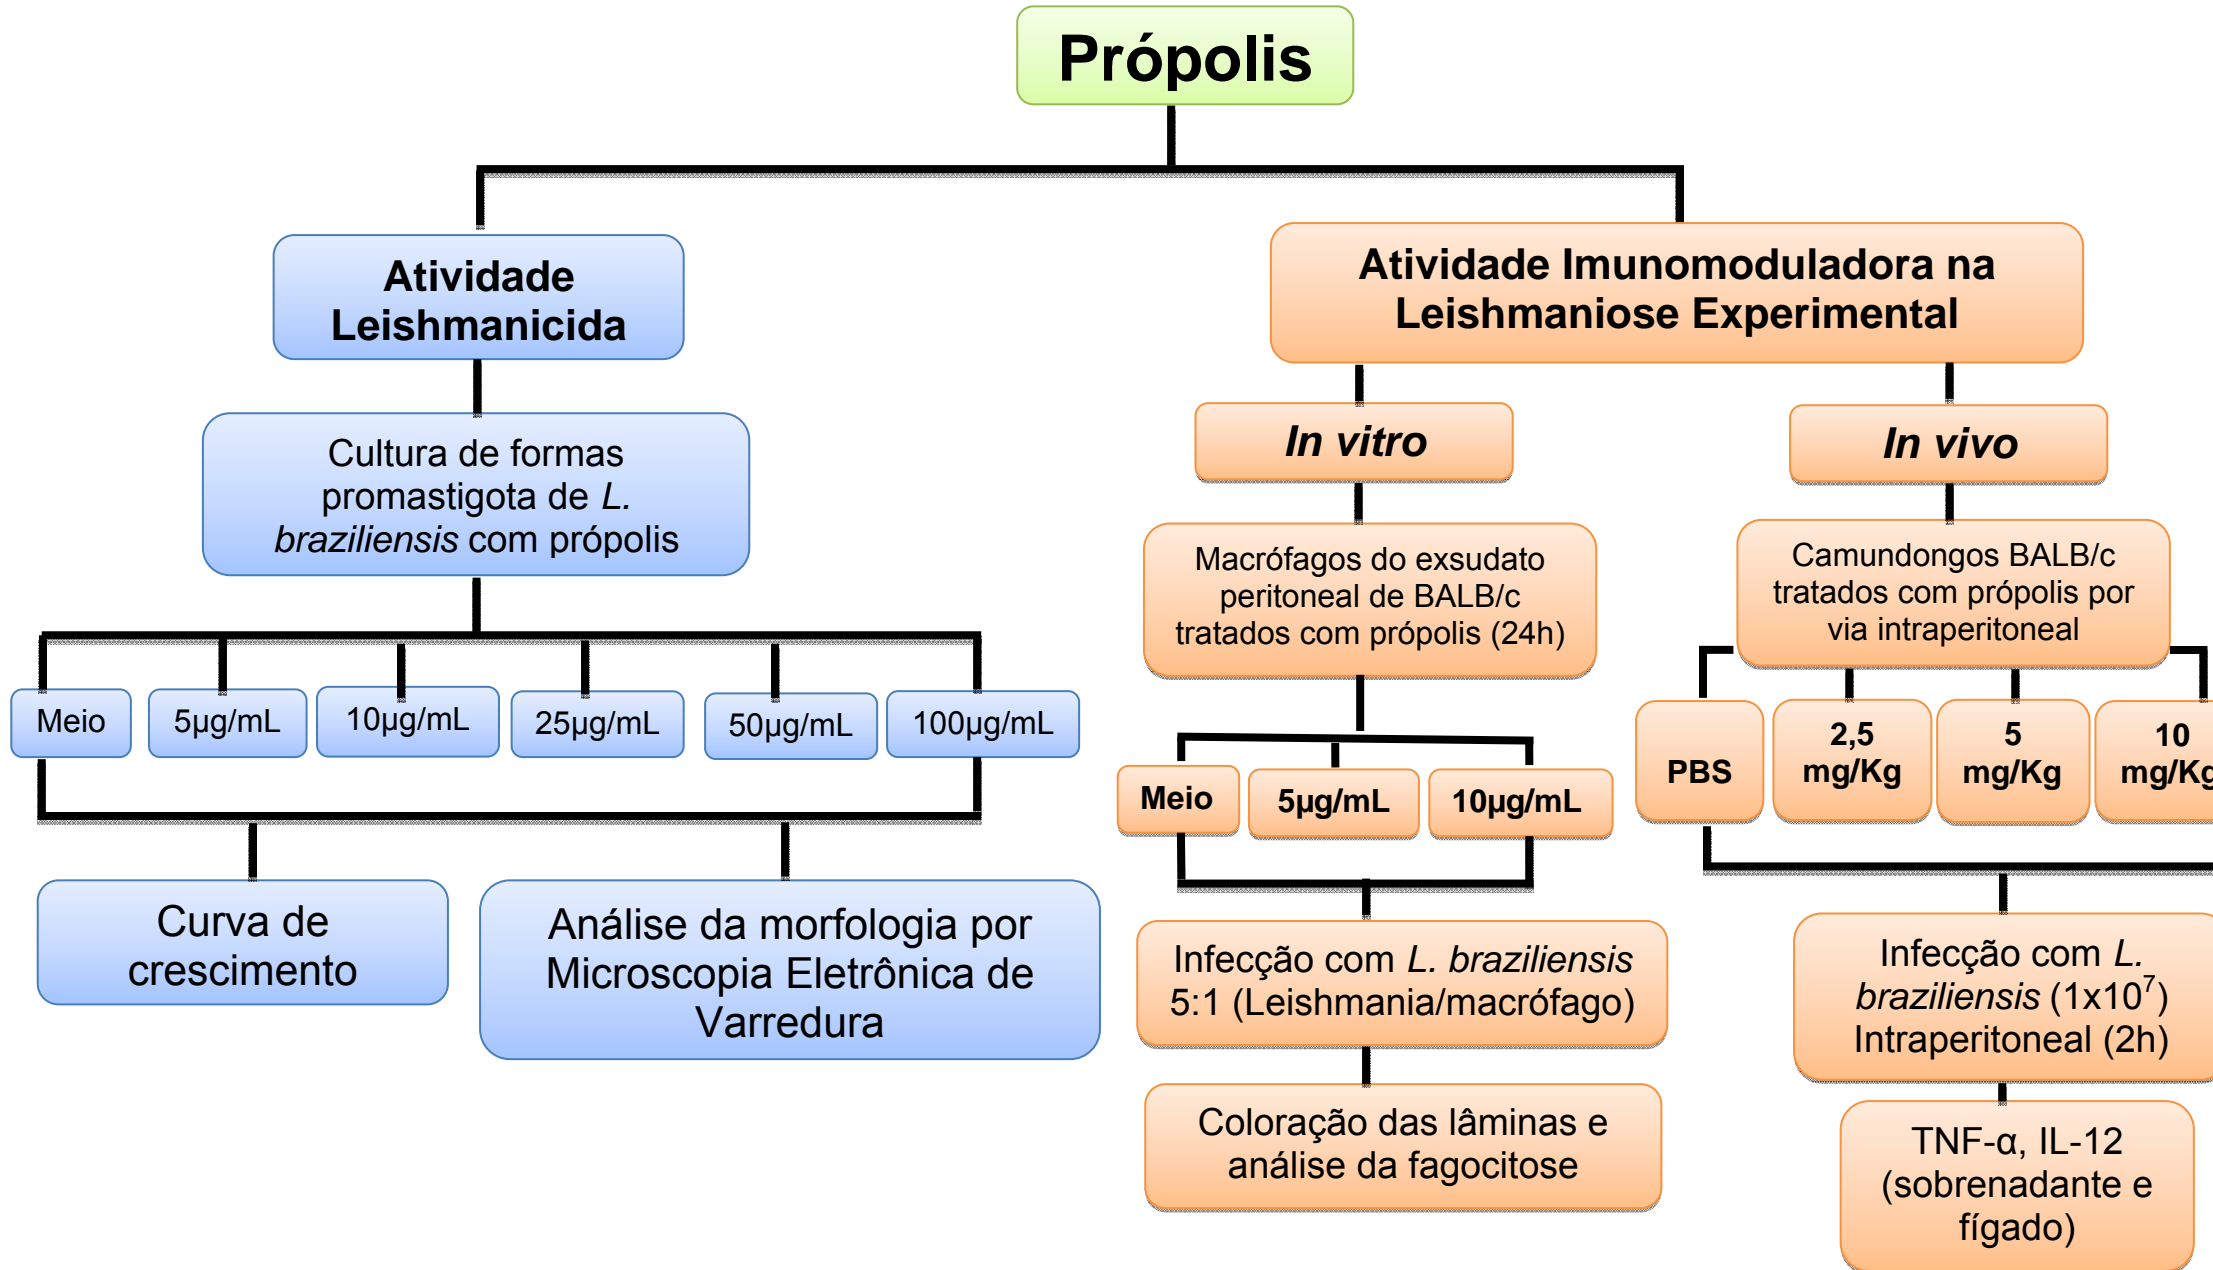 Própolis
Atividade
Leishmanicida
Atividade Imunomoduladora na
Leishmaniose Experimental
Cultura de formas
promastigota de L.
braziliensis com própolis
In vitro
In vivo
Macrófagos do exsudato
peritoneal de BALB/c
tratados com própolis (24h)
Camundongos BALB/c
tratados com própolis por
via intraperitoneal
Meio
5µg/mL
10µg/mL
25µg/mL
50µg/mL
100µg/mL
Meio
5µg/mL
10µg/mL
PBS
2,5
mg/Kg
5
mg/Kg
10
mg/Kg
Curva de
crescimento
Análise da morfologia por
Microscopia Eletrônica de
Varredura
Infecção com L. braziliensis
5:1 (Leishmania/macrófago)
Infecção com L.
braziliensis (1x10⁷)
Intraperitoneal (2h)
Coloração das lâminas e
análise da fagocitose
TNF-α, IL-12
(sobrenadante e
fígado)